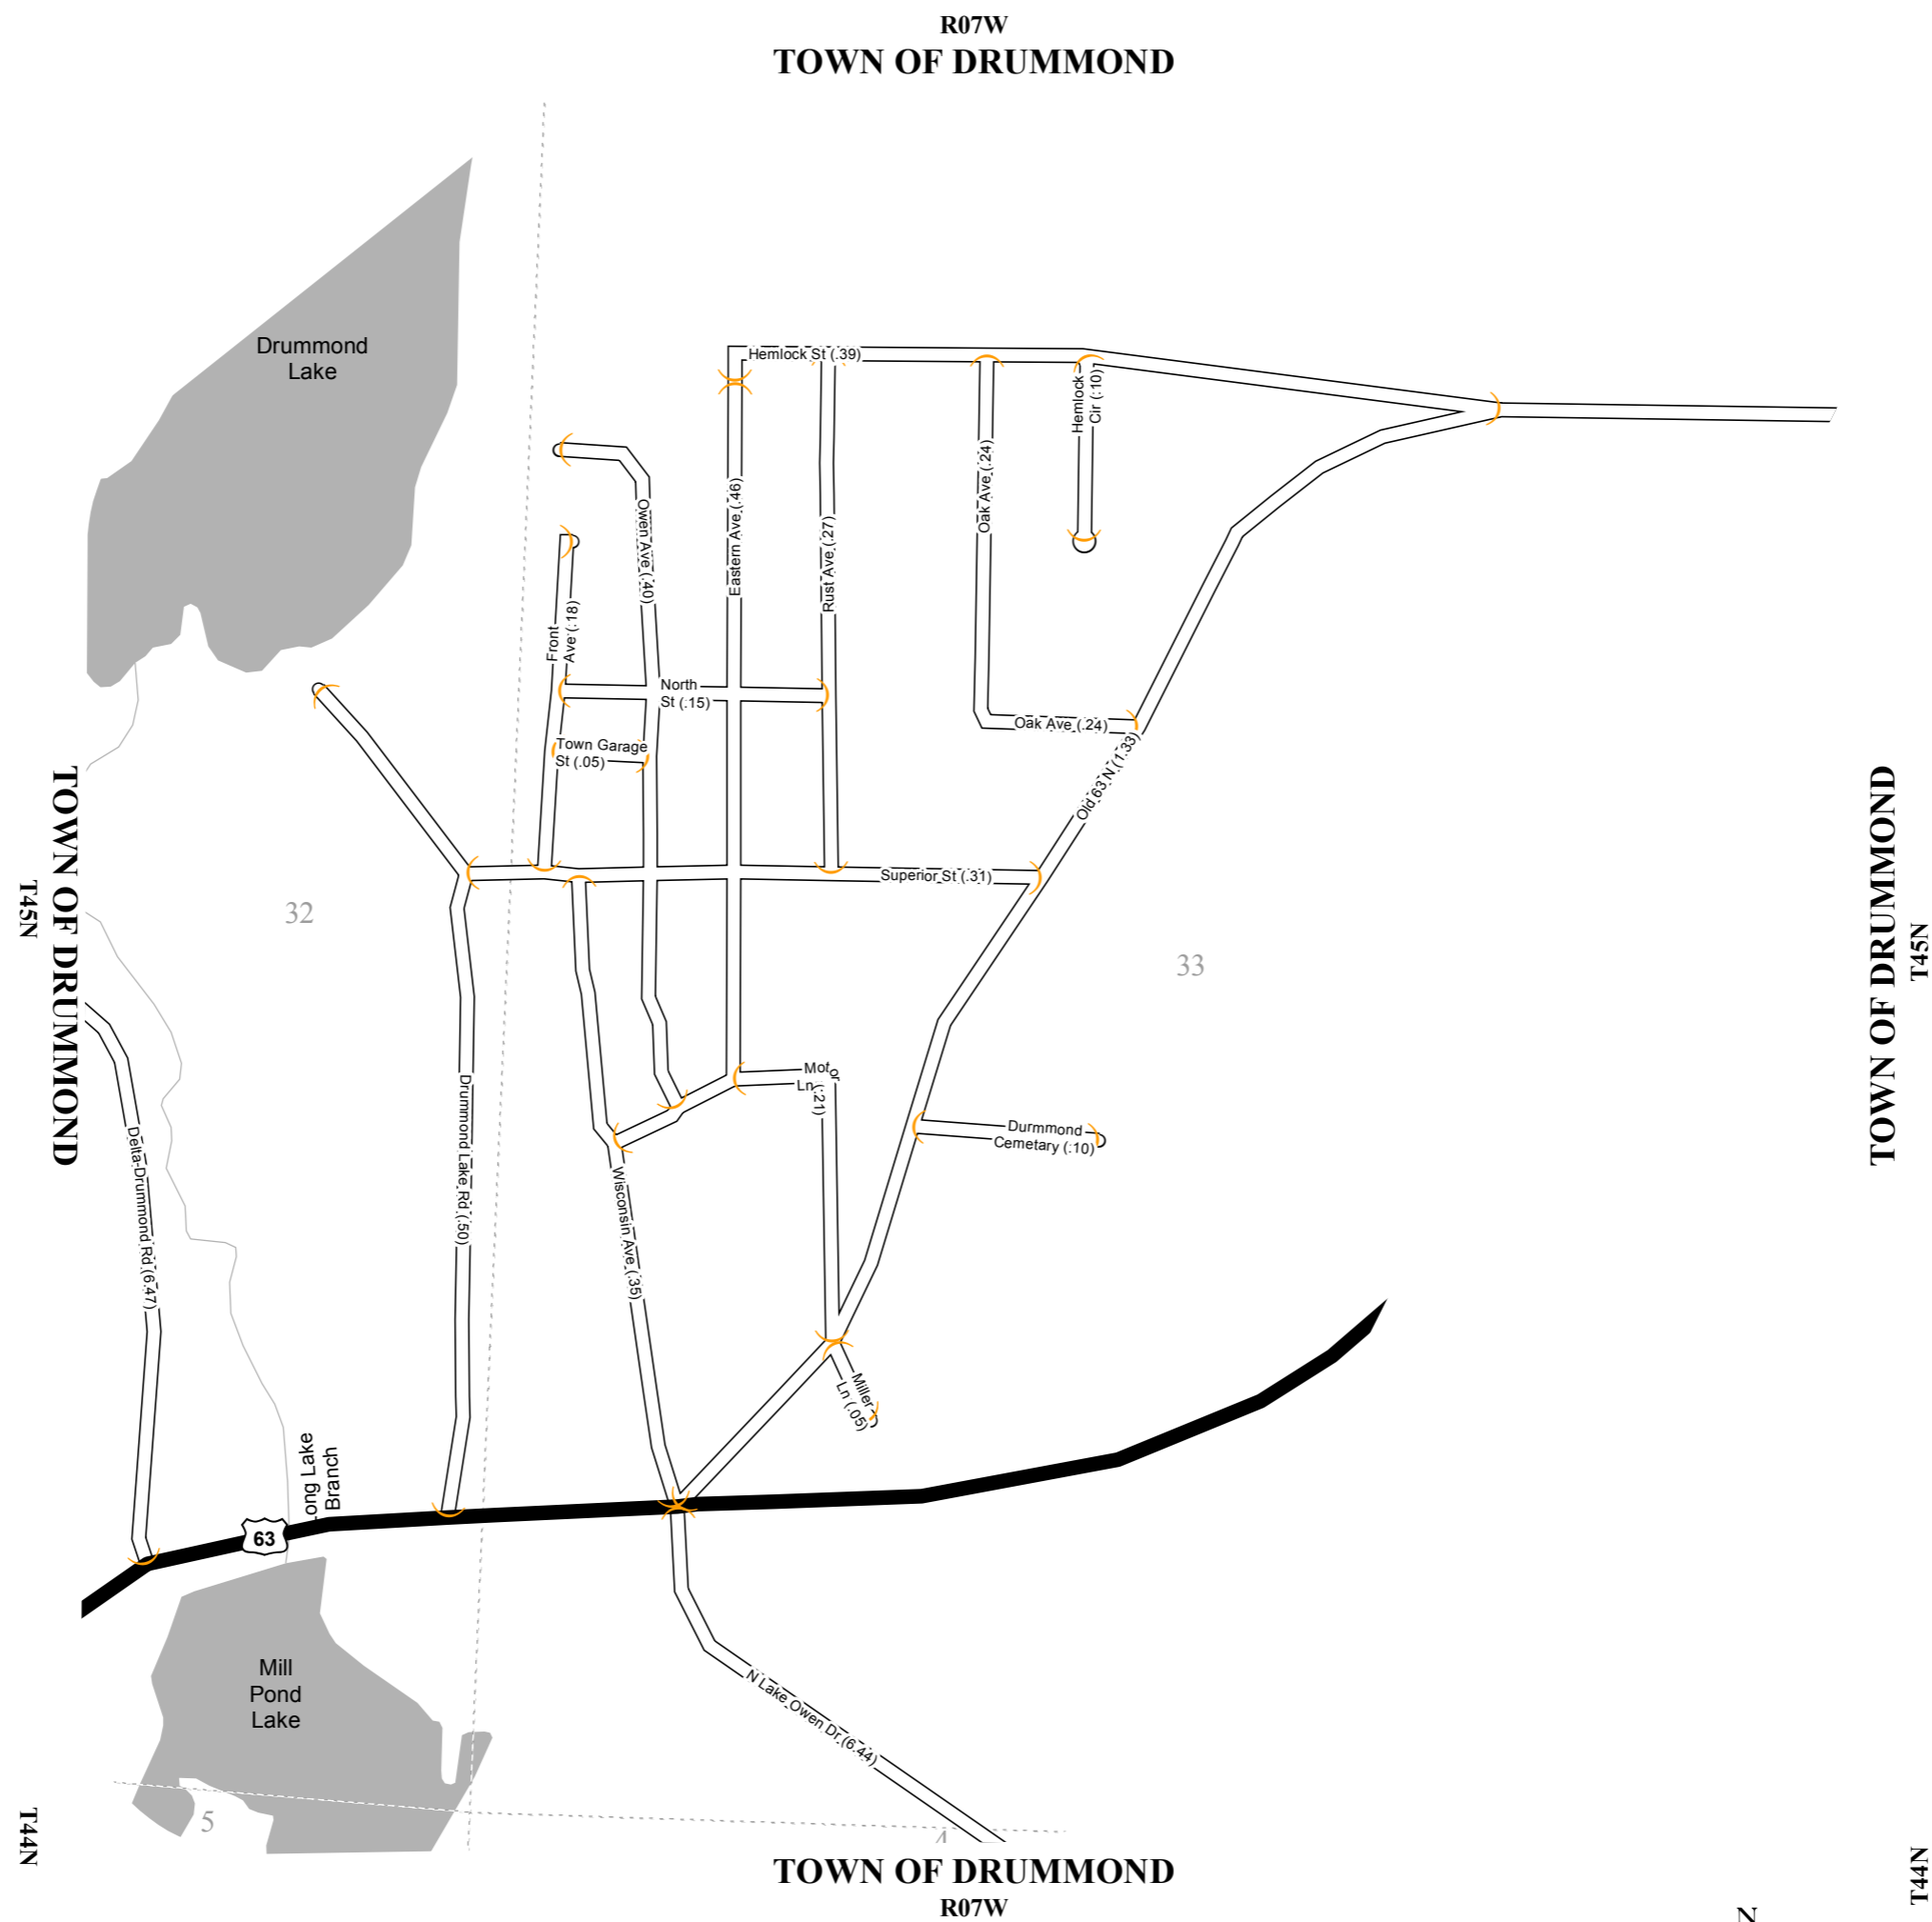 R07W
TOWN OF DRUMMOND
Drummond
Lake
Hemlock St (.39)
Hemlock
Cir (.10)
Oak Ave (.24)
Owen Ave (.40)
Eastern Ave (.46)
Rust Ave (.27)
Front
Ave (.18)
North
St (.15)
Oak Ave (.24)
Town Garage
St (.05)
Old 63 N (1.33)
TOWN OF DRUMMOND
T45N
TOWN OF DRUMMOND
T45N
Superior St (.31)
32
33
Motor
Ln (.21)
Drummond Lake Rd (.50)
Durmmond
Cemetary (.10)
Delta-Drummond Rd (6.47)
Wisconsin Ave (.35)
Miller
Ln (.05)
ong Lake
Branch
63
Mill
Pond
Lake
N Lake Owen Dr (6.44)
5
4
T44N
T44N
TOWN OF DRUMMOND
R07W
N